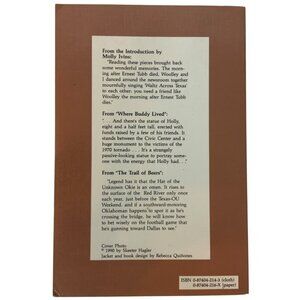 From the Introduction by
Molly Ivins:
"Reading these pieces brought back
some wonderful memories. The morn-
ing after Ernest Tubb died, Woolley and
I danced around the newsroom together
mournfully singing 'Waltz Across Texas'
to each other; you need a friend like
Woolley the morning after Ernest Tubb
dies."
From "Where Buddy Lived":
". . . And there's the statue of Holly,
eight and a half feet tall, erected with
funds raised by a few of his friends. It
stands between the Civic Center and a
huge monument to the victims of the
1970 tornado . . . It's a strangely
passive-looking statue to portray some-
one with the energy that Holly had. . . ."
From "The Trail of Beers":
"Legend has it that the Hat of the
Unknown Okie is an omen. It rises to
the surface of the Red River only once
each year, just before the Texas-OU
Weekend, and if a southward-motoring
Oklahoman happens to spot it as he's
crossing the bridge, he will know how
to bet wisely on the football game that
he's gunning toward Dallas to see."
Cover Photo
© 1990 by Skeeter Hagler
Jacket and book design by Rebecca Quiñones
ISBN 0-87404-214-3 (cloth)
0-87404-216-X (paper)